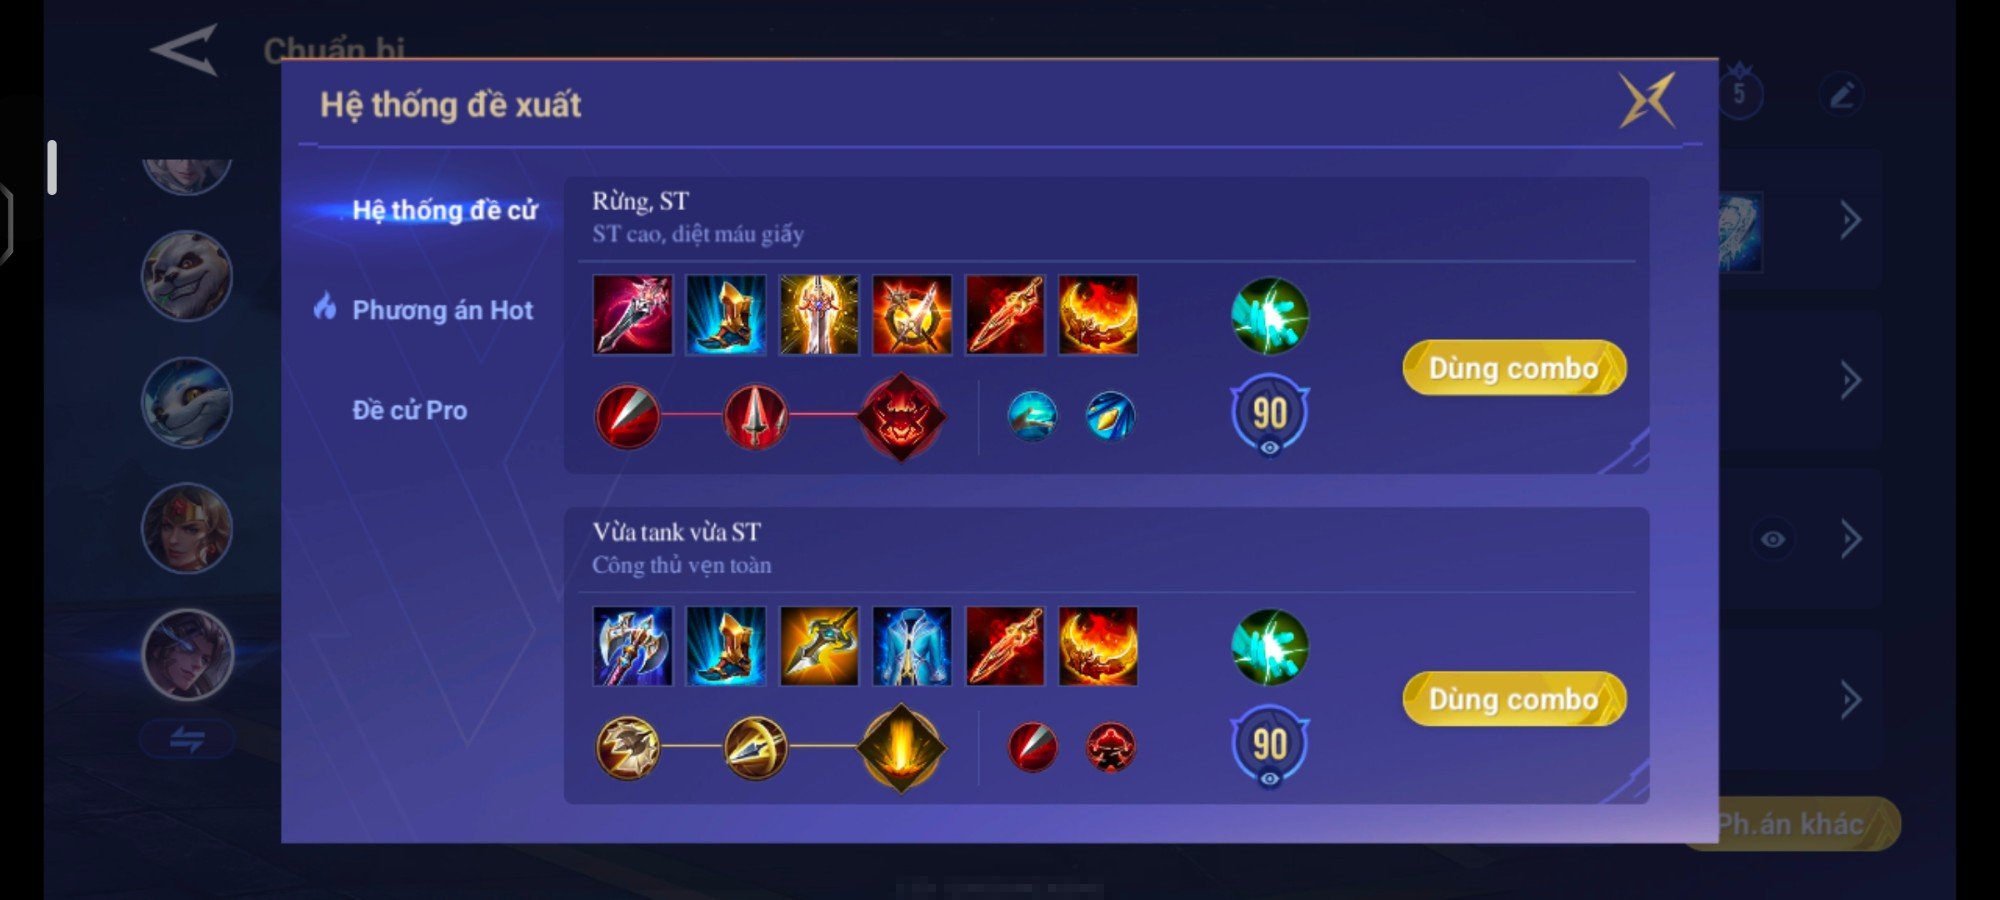 Chuẩn bị
Hệ thống đề xuất
5
Hệ thống đề cử
Phương án Hot
Đề cử Pro
Rừng, ST
ST cao, diệt máu giấy
Dùng combo
90
Vừa tank vừa ST
Công thủ vẹn toàn
Dùng combo
90
Ph.án khác